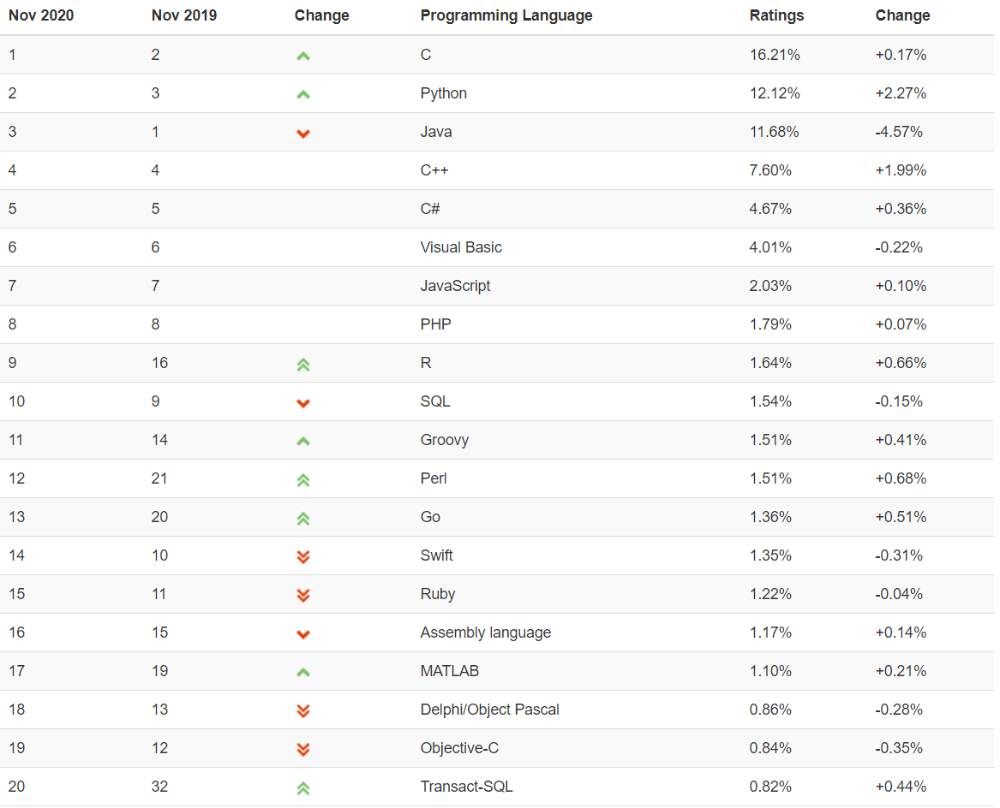 Nov 2020 Nov 2019 Change Programming Language Ratings Change
1 2 C 16.21% +0.17%
2 3 Python 12.12% +2.27%
3 1 Java 11.68% -4.57%
4 4 C++ 7.60% +1.99%
5 5 C# 4.67% +0.36%
6 6 Visual Basic 4.01% -0.22%
7 7 JavaScript 2.03% +0.10%
8 8 PHP 1.79% +0.07%
9 16 R 1.64% +0.66%
10 9 SQL 1.54% -0.15%
11 14 Groovy 1.51% +0.41%
12 21 Perl 1.51% +0.68%
13 20 Go 1.36% +0.51%
14 10 Swift 1.35% -0.31%
15 11 Ruby 1.22% -0.04%
16 15 Assembly language 1.17% +0.14%
17 19 MATLAB 1.10% +0.21%
18 13 Delphi/Object Pascal 0.86% -0.28%
19 12 Objective-C 0.84% -0.35%
20 32 Transact-SQL 0.82% +0.44%